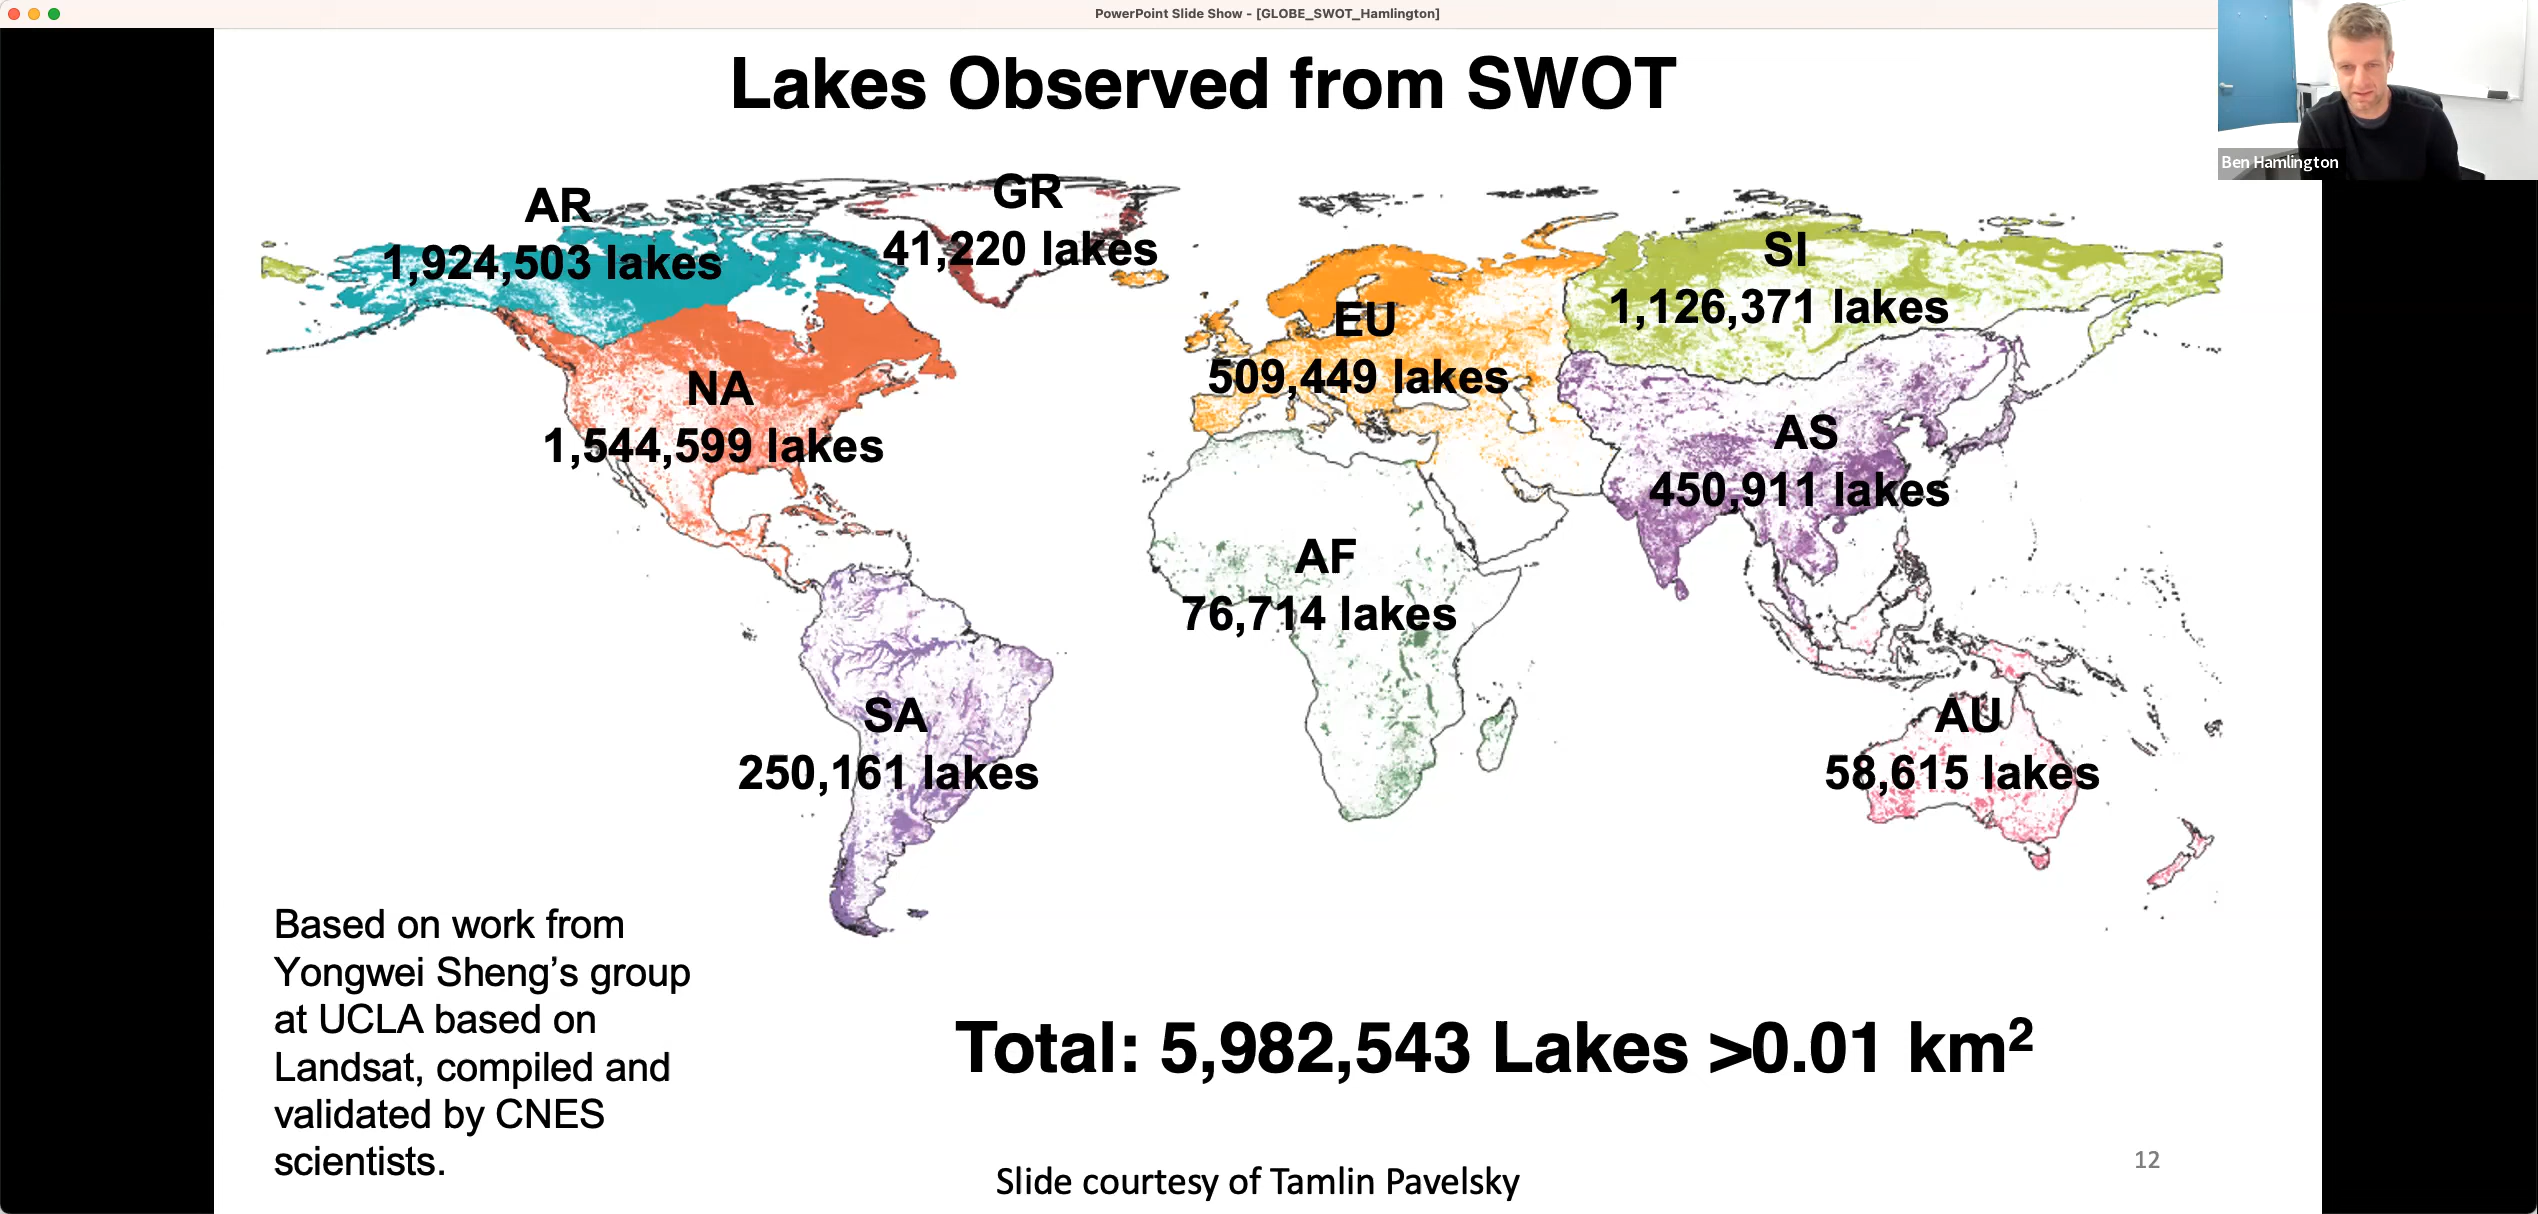 PowerPoint Slide Show - [GLOBE_SWOT_Hamlington]
Lakes Observed from SWOT
Ben Hamlington
AR
1,924,503 lakes
GR
41,220 lakes
SI
1,126,371 lakes
EU
509,449 lakes
NA
1,544,599 lakes
AS
450,911 lakes
AF
76,714 lakes
SA
250,161 lakes
AU
58,615 lakes
Based on work from
Yongwei Sheng’s group
at UCLA based on
Landsat, compiled and
validated by CNES
scientists.
Total: 5,982,543 Lakes >0.01 km²
Slide courtesy of Tamlin Pavelsky
12